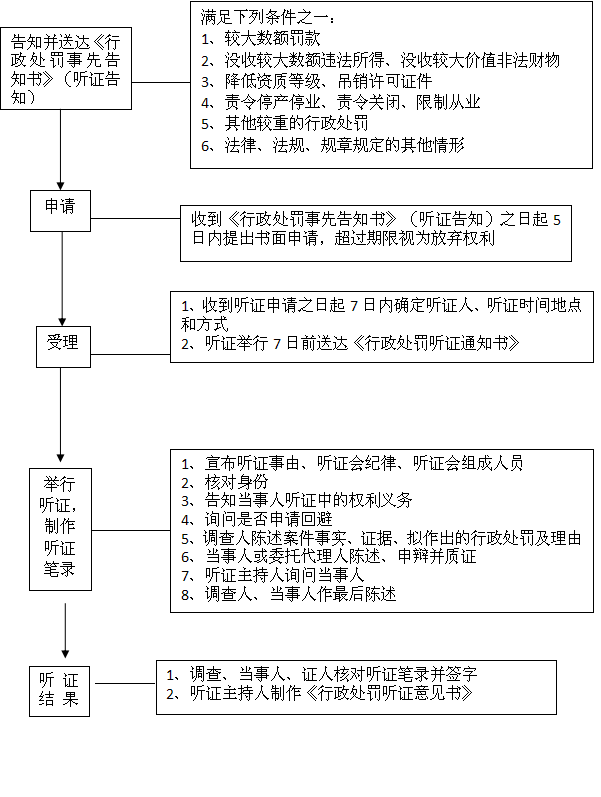 告知并送达《行
政处罚事先告
知书》（听证告
知）
满足下列条件之一：
1、较大数额罚款
2、没收较大数额违法所得、没收较大价值非法财物
3、降低资质等级、吊销许可证件
4、责令停产停业、责令关闭、限制从业
5、其他较重的行政处罚
6、法律、法规、规章规定的其他情形
申请
收到《行政处罚事先告知书》（听证告知）之日起 5
日内提出书面申请，超过期限视为放弃权利
受理
1、收到听证申请之日起 7 日内确定听证人、听证时间地点
和方式
2、听证举行 7 日前送达《行政处罚听证通知书》
举行
听证，
制作
听证
笔录
1、宣布听证事由、听证会纪律、听证会组成人员
2、核对身份
3、告知当事人听证中的权利义务
4、询问是否申请回避
5、调查人陈述案件事实、证据、拟作出的行政处罚及理由
6、当事人或委托代理人陈述、申辩并质证
7、听证主持人询问当事人
8、调查人、当事人作最后陈述
听 证
结 果
1、调查、当事人、证人核对听证笔录并签字
2、听证主持人制作《行政处罚听证意见书》